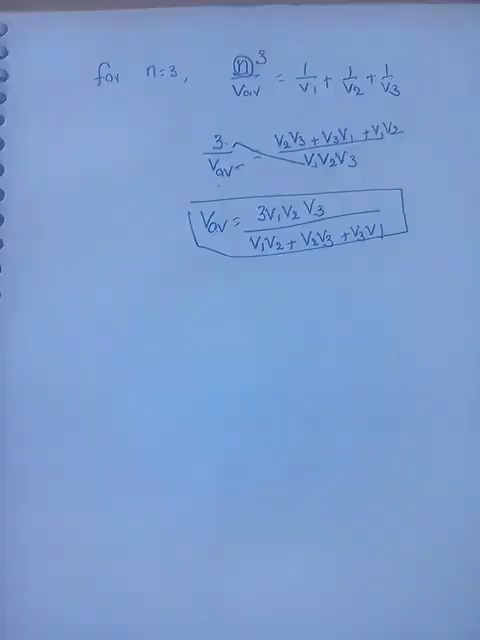 for n=3, n^3/Vav = 1/V1 + 1/V2 + 1/V3
3/Vav = V2V3 + V3V1 + V1V2/V1V2V3
Vav = 3V1V2V3/V1V2 + V2V3 + V3V1